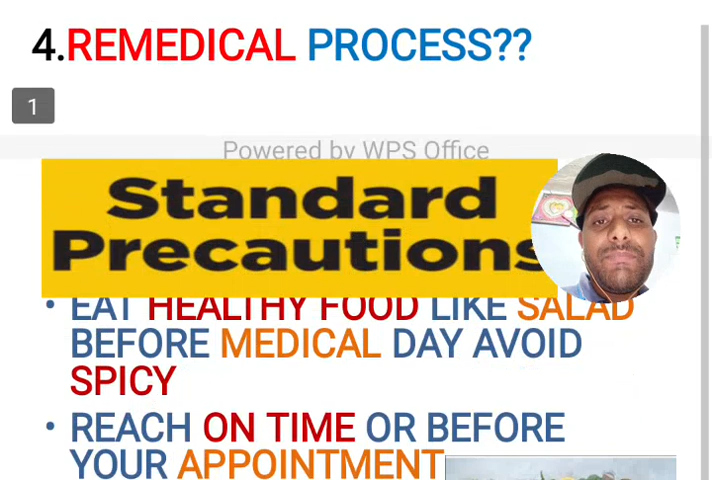 4.REMEDICAL PROCESS??
1
Powered by WPS Office
Standard
Precautions
• EAT HEALTHY FOOD LIKE SALAD
BEFORE MEDICAL DAY AVOID
SPICY
• REACH ON TIME OR BEFORE
YOUR APPOINTMENT